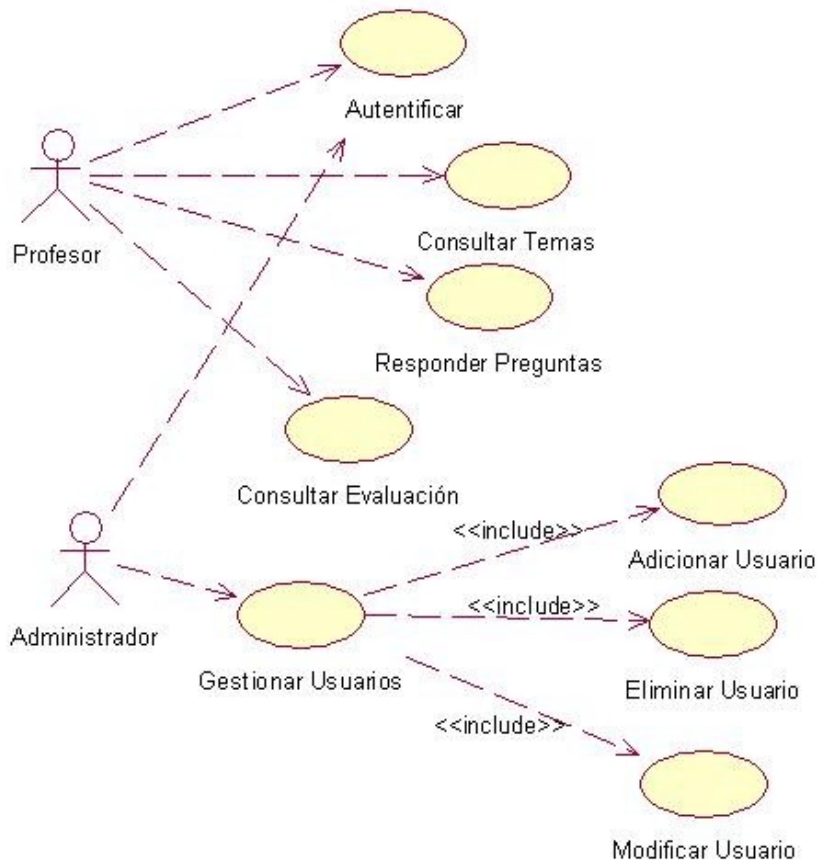 Autentificar
Profesor
Consultar Temas
Responder Preguntas
Consultar Evaluación
<<include>>
Adicionar Usuario
Administrador
<<include>>
Gestionar Usuarios
Eliminar Usuario
<<include>>
Modificar Usuario